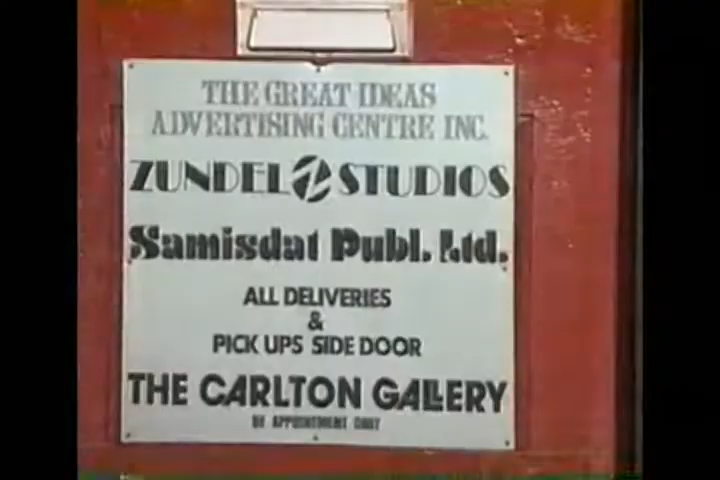 THE GREAT IDEAS
ADVERTISING CENTRE INC.
ZUNDEL Z STUDIOS
Samisdat Publ. Ltd.
ALL DELIVERIES
&
PICK UPS SIDE DOOR
THE CARLTON GALLERY
BY APPOINTMENT ONLY